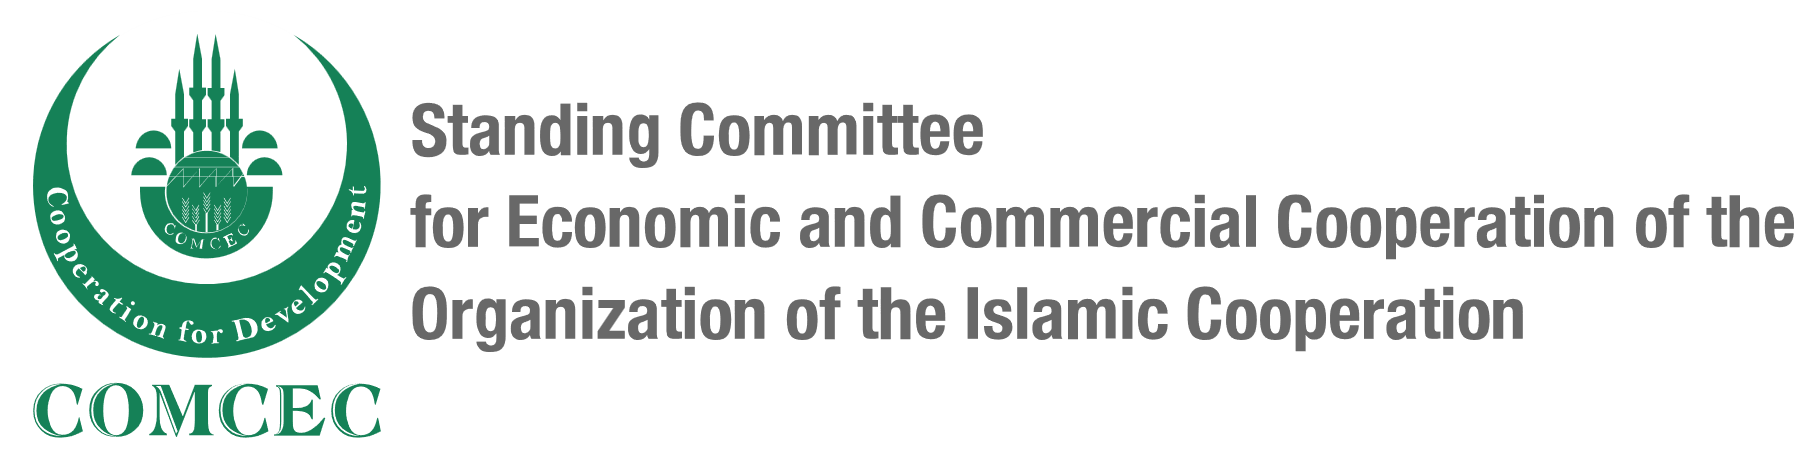 COMCEC
Cooperation for Development
COMCEC
Standing Committee
for Economic and Commercial Cooperation of the
Organization of the Islamic Cooperation